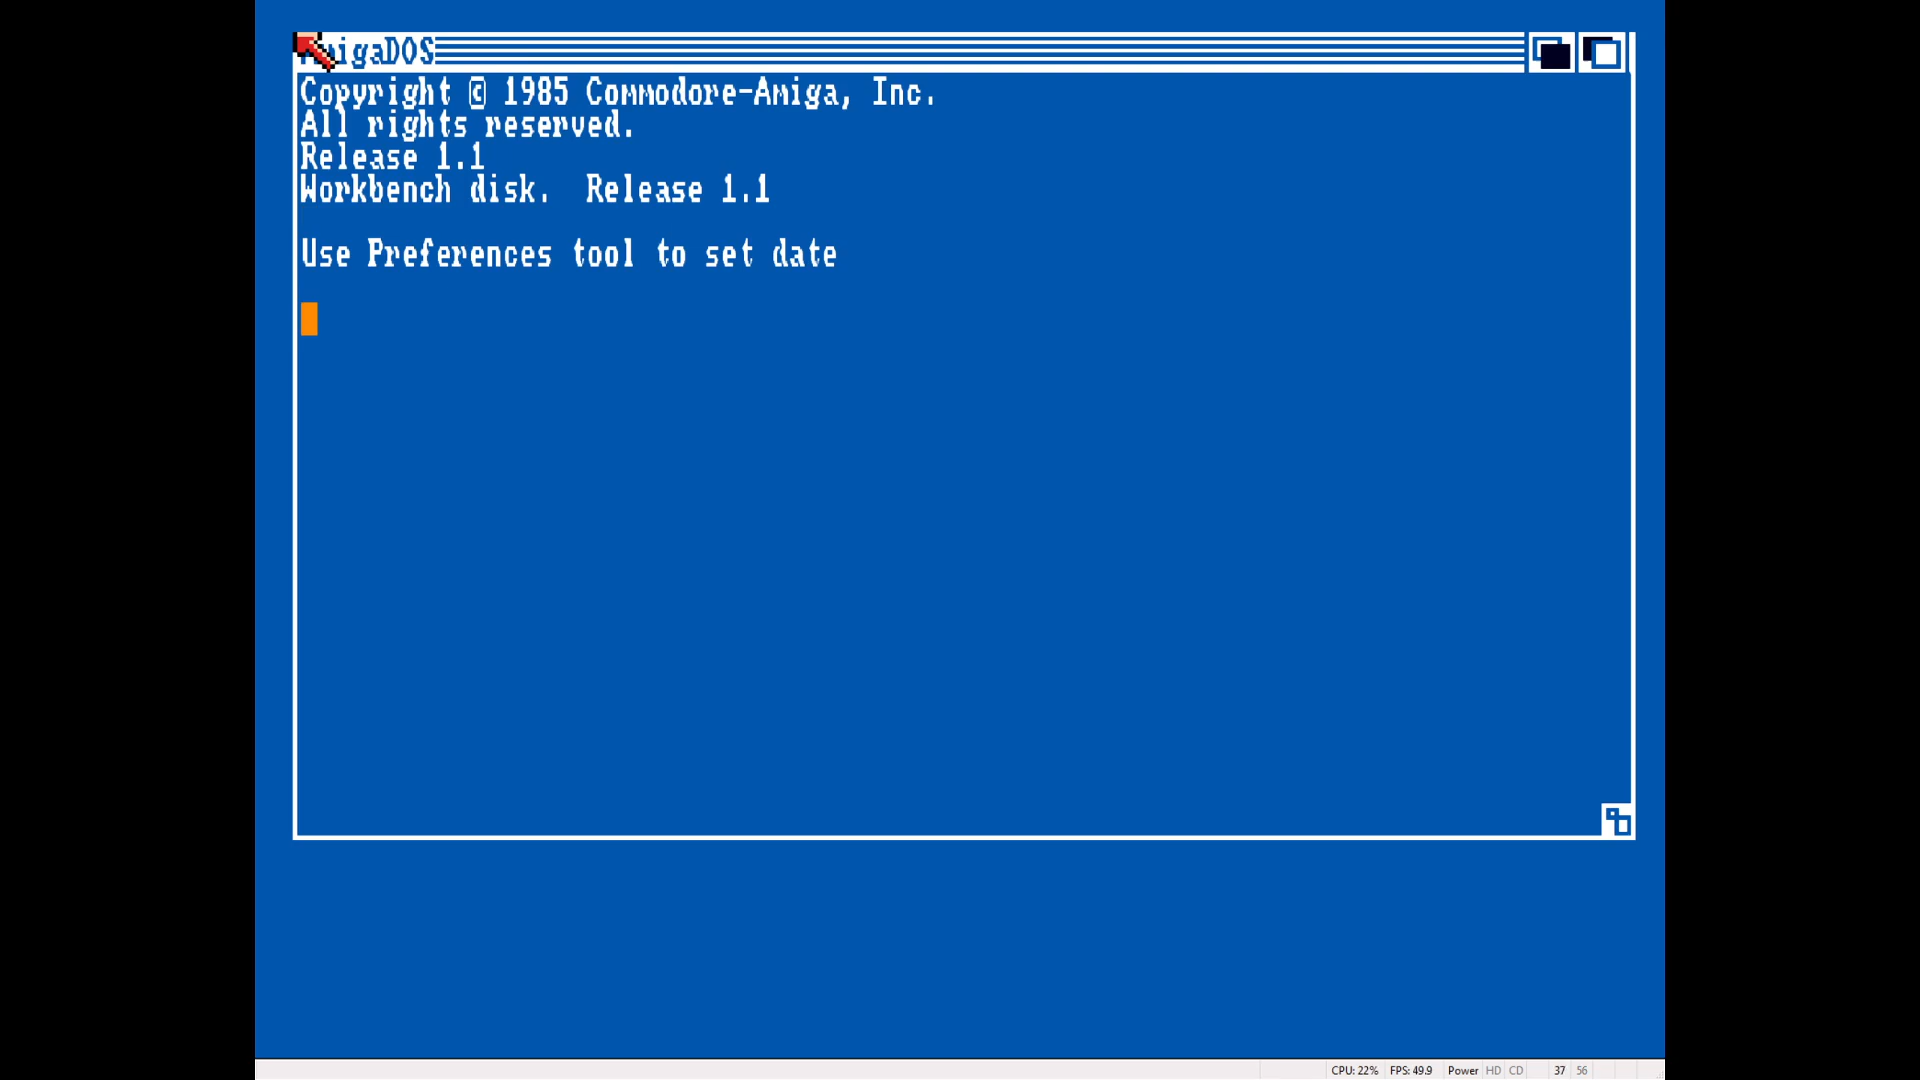 AmigaDOS
Copyright © 1985 Commodore-Amiga, Inc.
All rights reserved.
Release 1.1
Workbench disk.  Release 1.1
Use Preferences tool to set date
CPU: 22% FPS: 49.9 Power HD CD 37 56